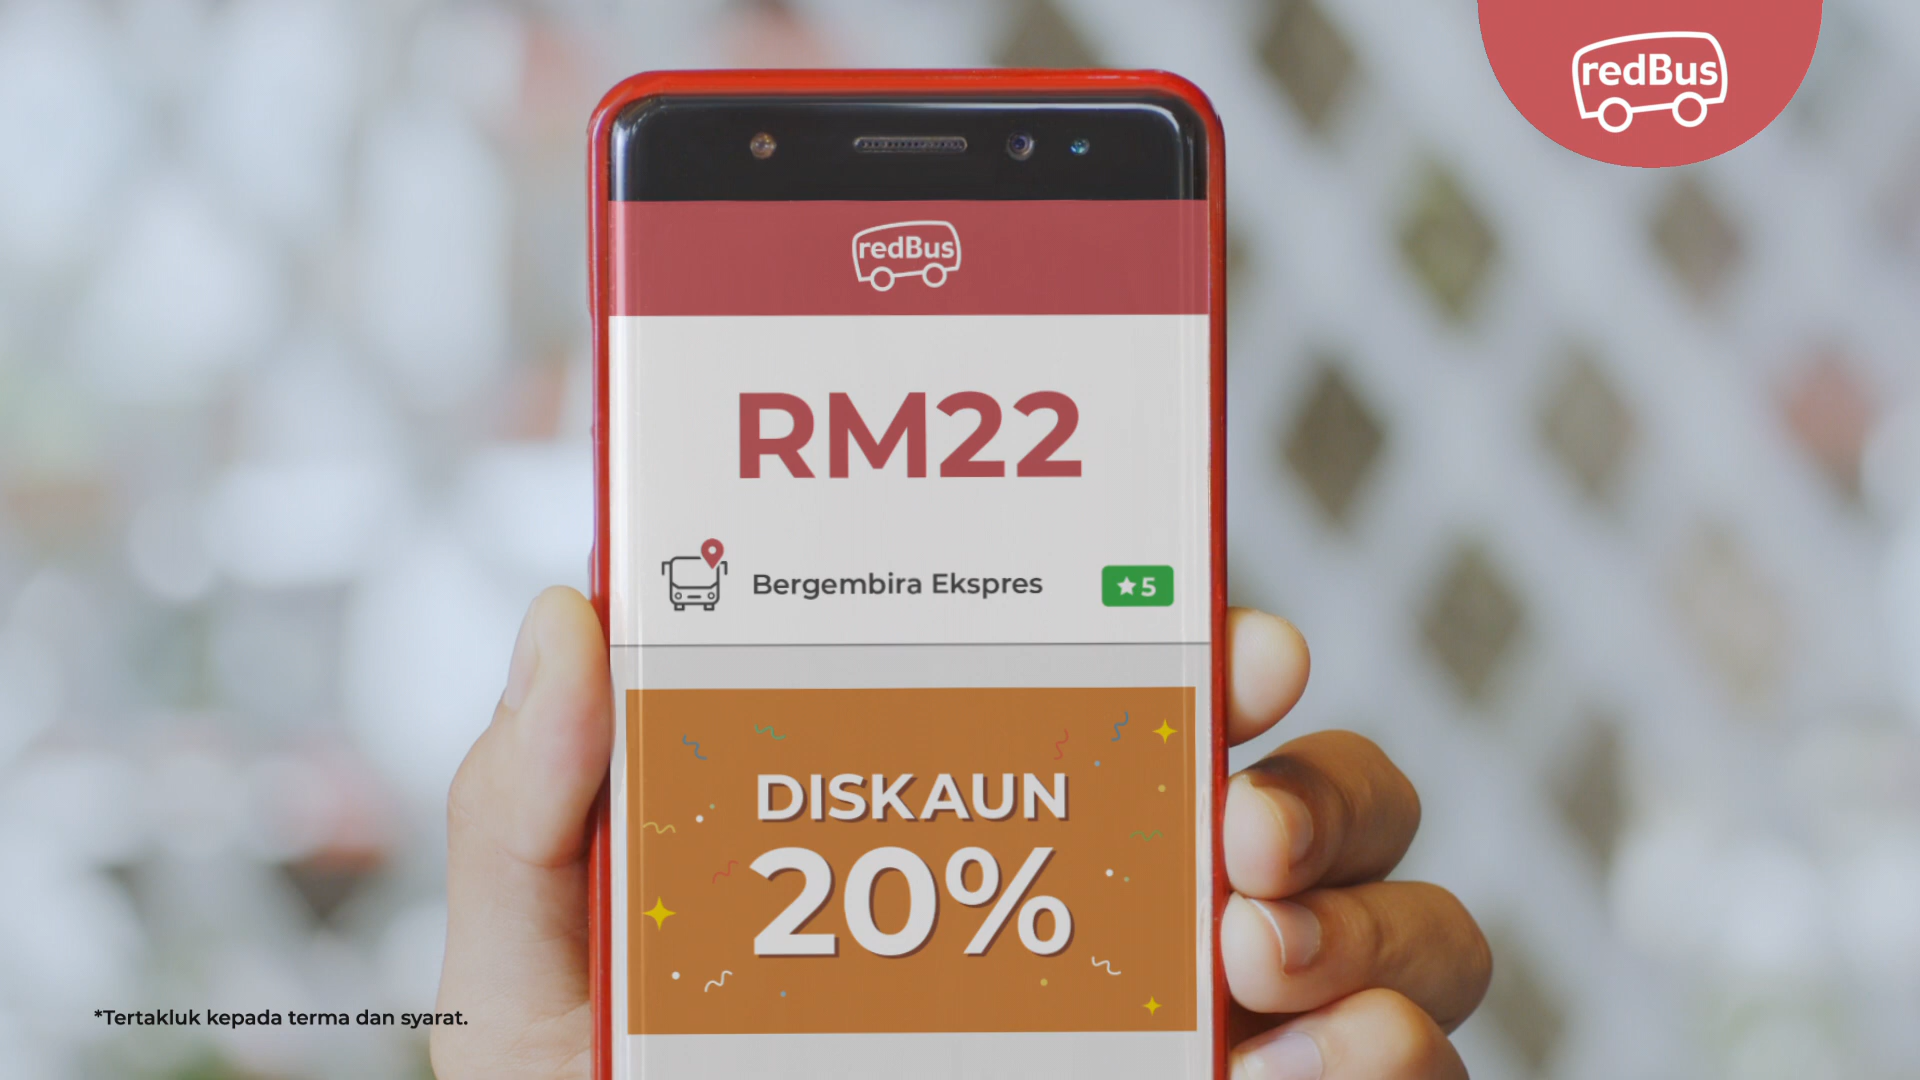 redBus
redBus
RM22
Bergembira Ekspres
★5
DISKAUN
20%
*Tertakluk kepada terma dan syarat.